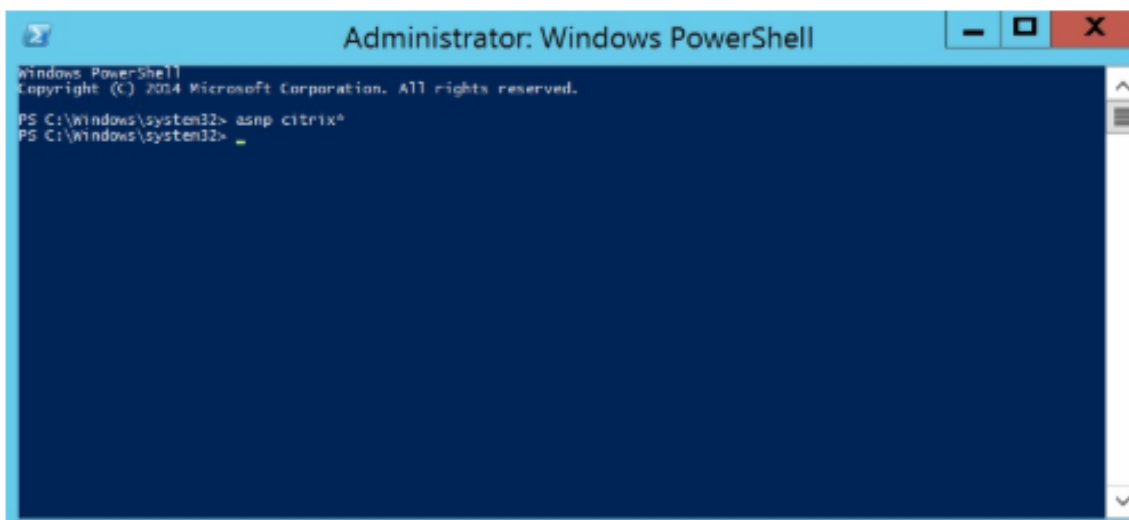 Administrator: Windows PowerShell
Windows PowerShell
Copyright (C) 2014 Microsoft Corporation. All rights reserved.
PS C:\Windows\system32> asnp citrix*
PS C:\Windows\system32> _